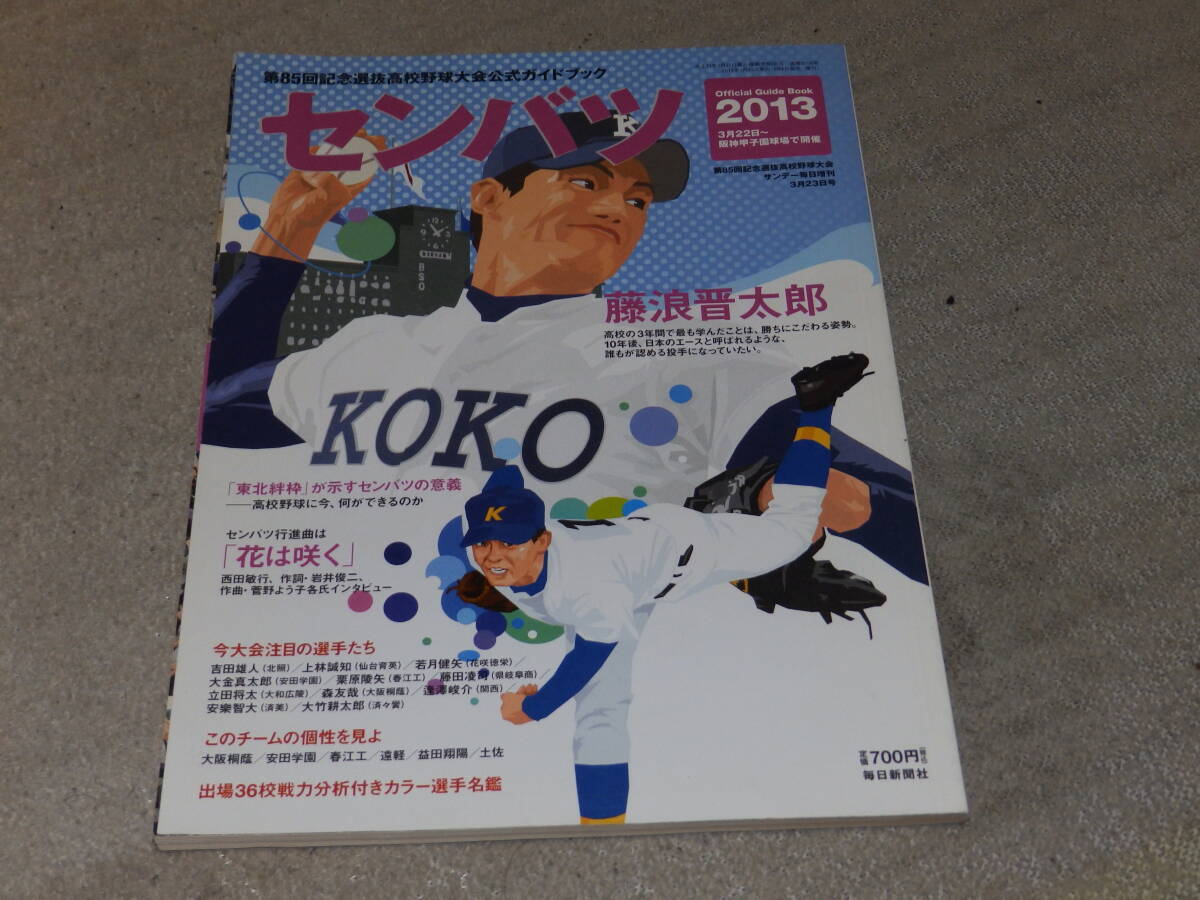 第85回記念選抜高校野球大会公式ガイドブック
センバツ
Official Guide Book
2013
3月22日〜
阪神甲子園球場で開催
第85回記念選抜高校野球大会
サンデー毎日増刊
3月23日号
K
12
3
6
9
BSO
藤浪晋太郎
高校の3年間で最も学んだことは、勝ちにこだわる姿勢。
10年後、日本のエースと呼ばれるような、
誰もが認める投手になっていたい。
KOKO
「東北絆枠」が示すセンバツの意義
――高校野球に今、何ができるのか
K
センバツ行進曲は
「花は咲く」
西田敏行、作詞・岩井俊二、
作曲・菅野よう子各氏インタビュー
今大会注目の選手たち
吉田雄人(北照)／上林誠知(仙台育英)／若月健矢(花咲徳栄)／
大金真太郎(安田学園)／栗原陵矢(春江工)／藤田凌司(県岐阜商)／
立田将太(大和広陵)／森友哉(大阪桐蔭)／逢澤峻介(関西)／
安樂智大(済美)／大竹耕太郎(済々黌)
このチームの個性を見よ
大阪桐蔭／安田学園／春江工／遠軽／益田翔陽／土佐
出場36校戦力分析付きカラー選手名鑑
定価700円(税込)
毎日新聞社